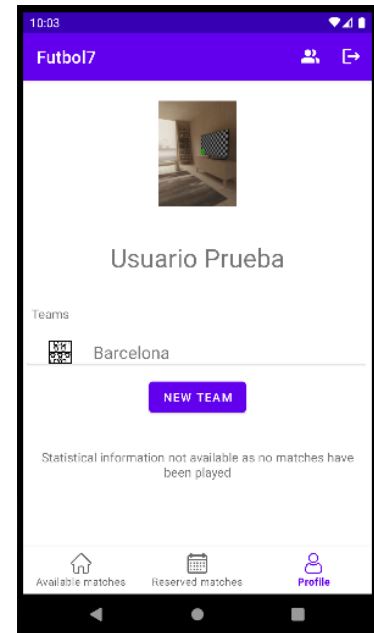 10:03
Futbol7
Usuario Prueba
Teams
Barcelona
NEW TEAM
Statistical information not available as no matches have
been played
Available matches
Reserved matches
Profile